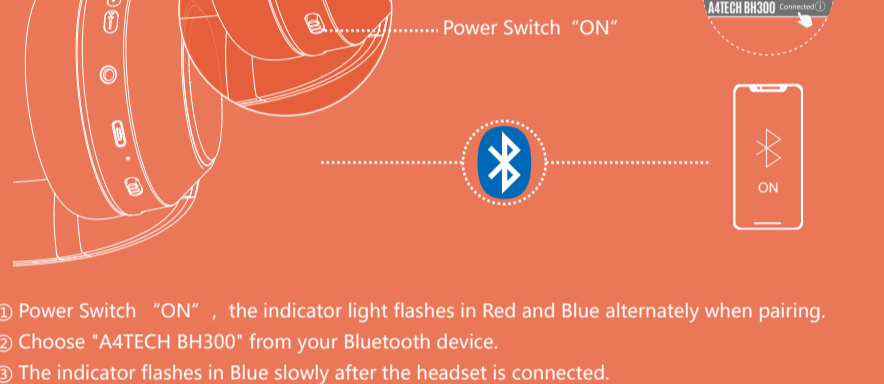 A4TECH BH300 Connected ⓘ
Power Switch “ON”
ON
① Power Switch “ON” , the indicator light flashes in Red and Blue alternately when pairing.
② Choose "A4TECH BH300" from your Bluetooth device.
③ The indicator flashes in Blue slowly after the headset is connected.